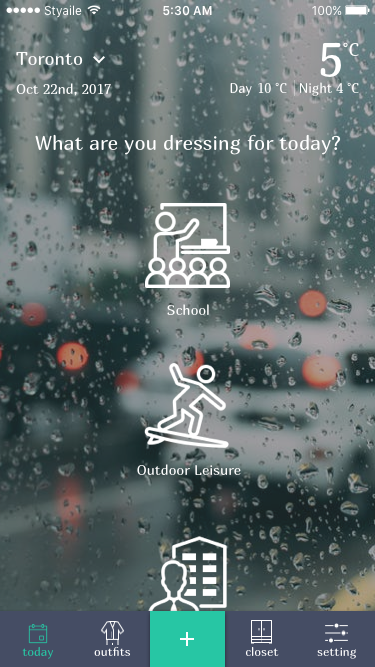 Styaile 5:30 AM 100%
Toronto 5°C
Oct 22nd, 2017 Day 10 °C | Night 4 °C
What are you dressing for today?
School
Outdoor Leisure
today outfits + closet setting